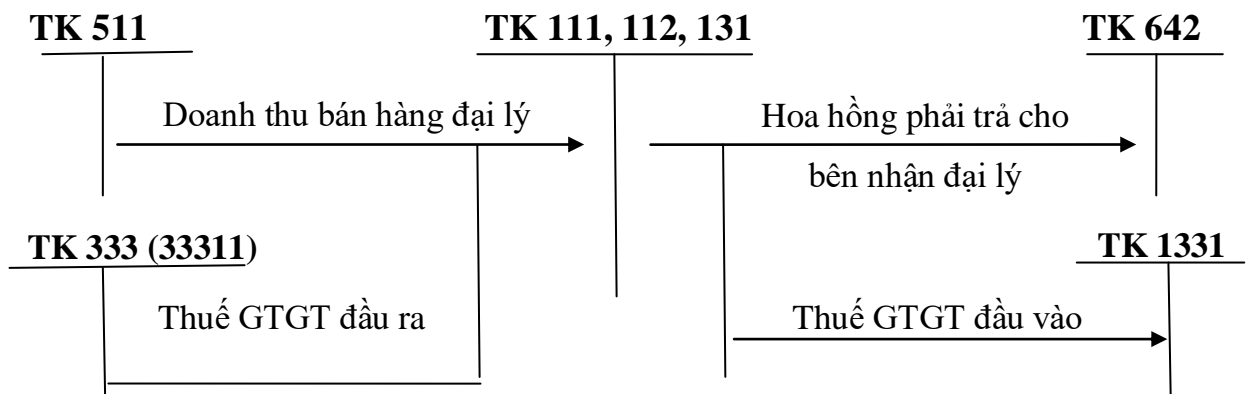 TK 511
TK 111, 112, 131
TK 642
Doanh thu bán hàng đại lý
Hoa hồng phải trả cho
bên nhận đại lý
TK 333 (33311)
TK 1331
Thuế GTGT đầu ra
Thuế GTGT đầu vào